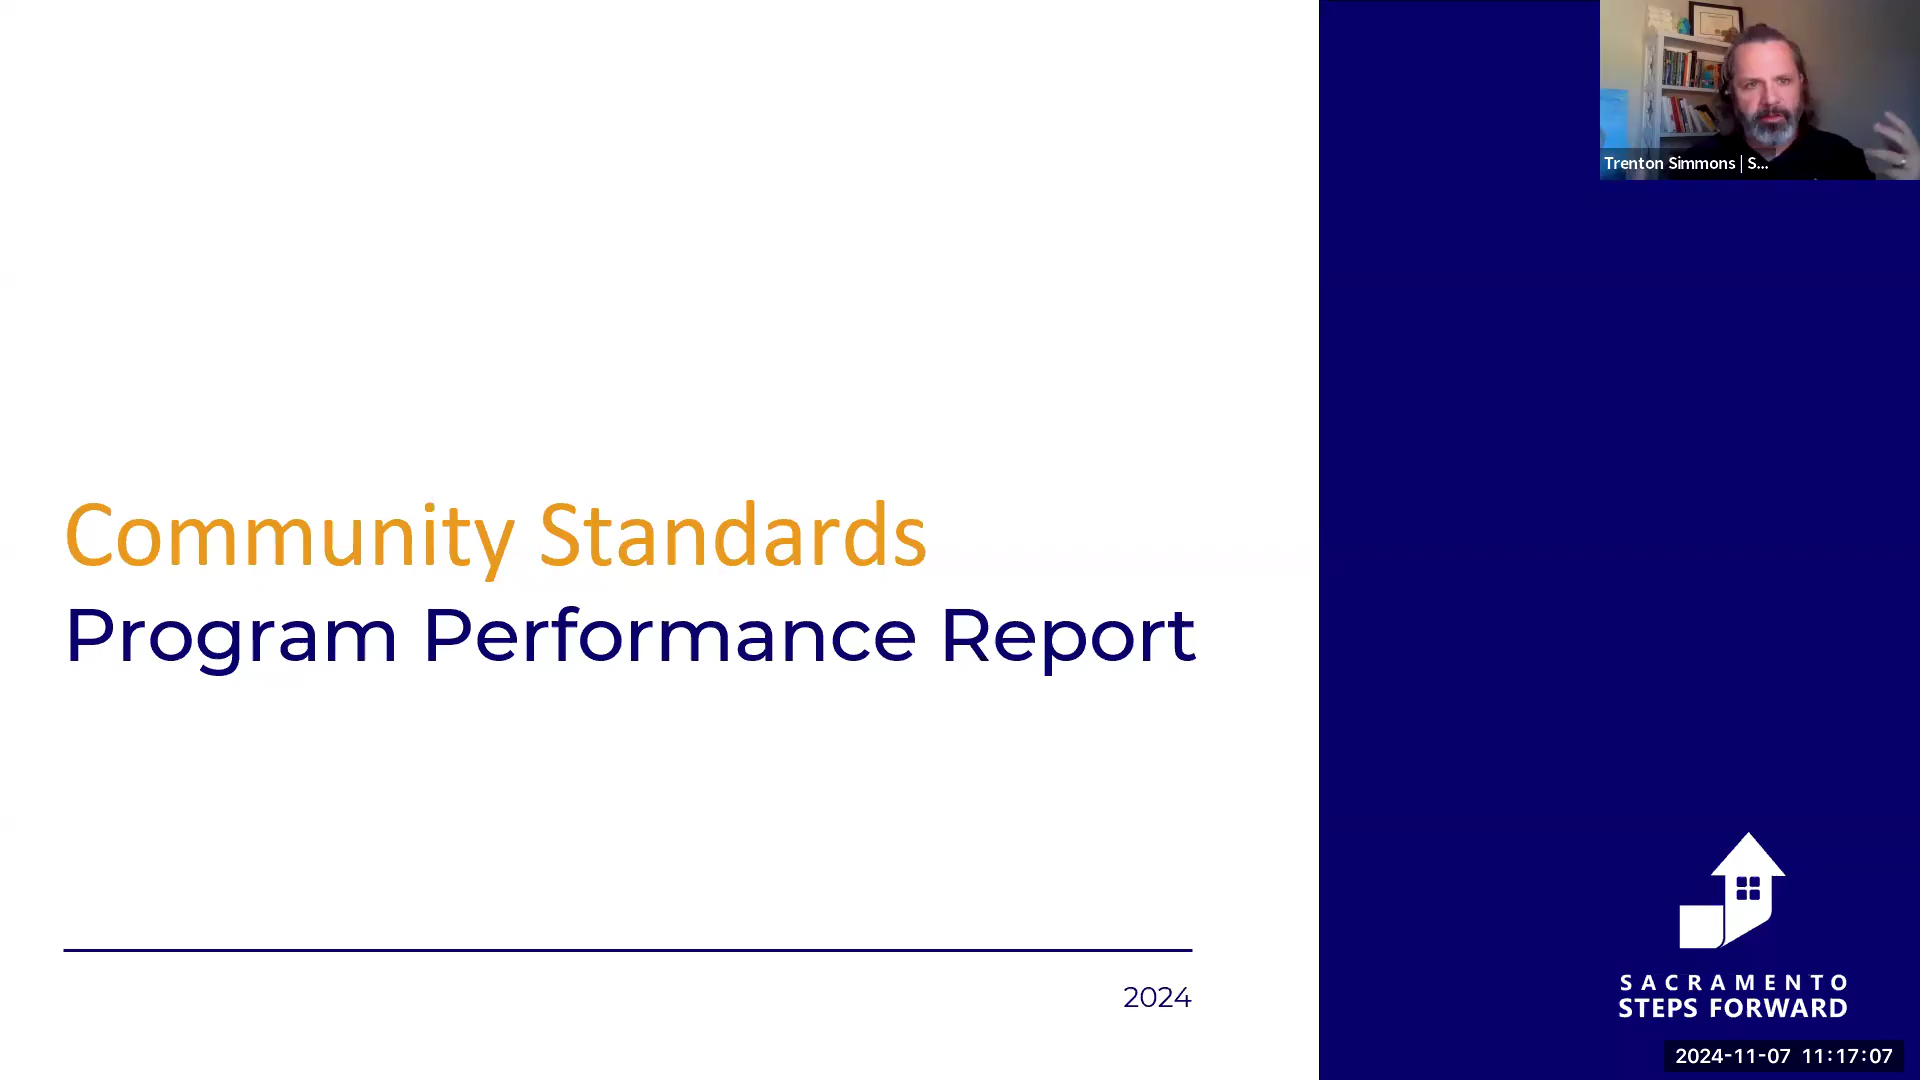 Trenton Simmons | S...
Community Standards
Program Performance Report
2024
SACRAMENTO
STEPS FORWARD
2024-11-07 11:17:07